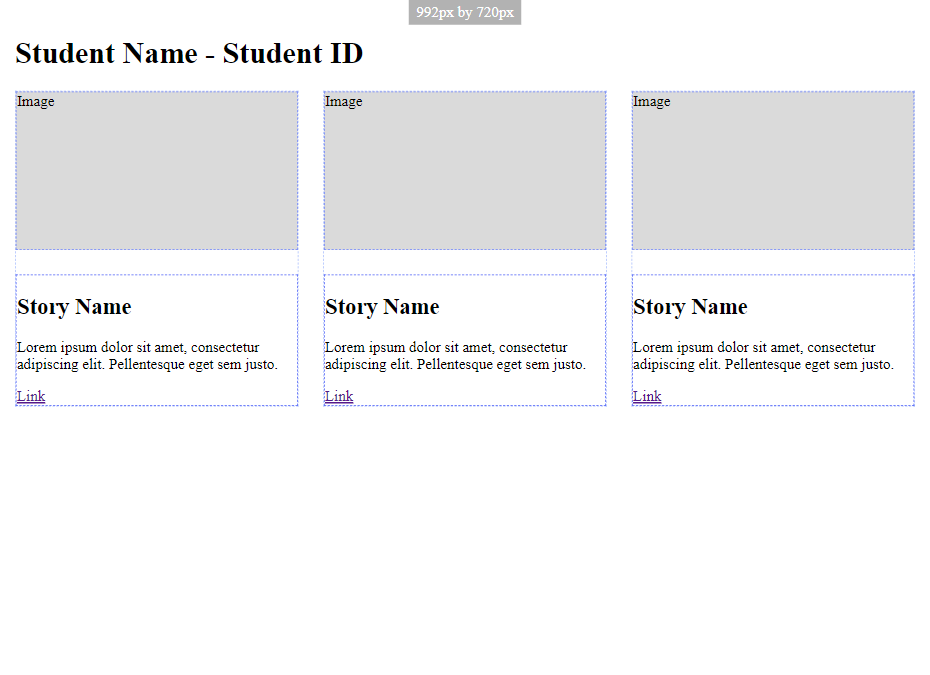 992px by 720px
Student Name - Student ID
Image
Image
Image
Story Name
Lorem ipsum dolor sit amet, consectetur
adipiscing elit. Pellentesque eget sem justo.
Link
Story Name
Lorem ipsum dolor sit amet, consectetur
adipiscing elit. Pellentesque eget sem justo.
Link
Story Name
Lorem ipsum dolor sit amet, consectetur
adipiscing elit. Pellentesque eget sem justo.
Link